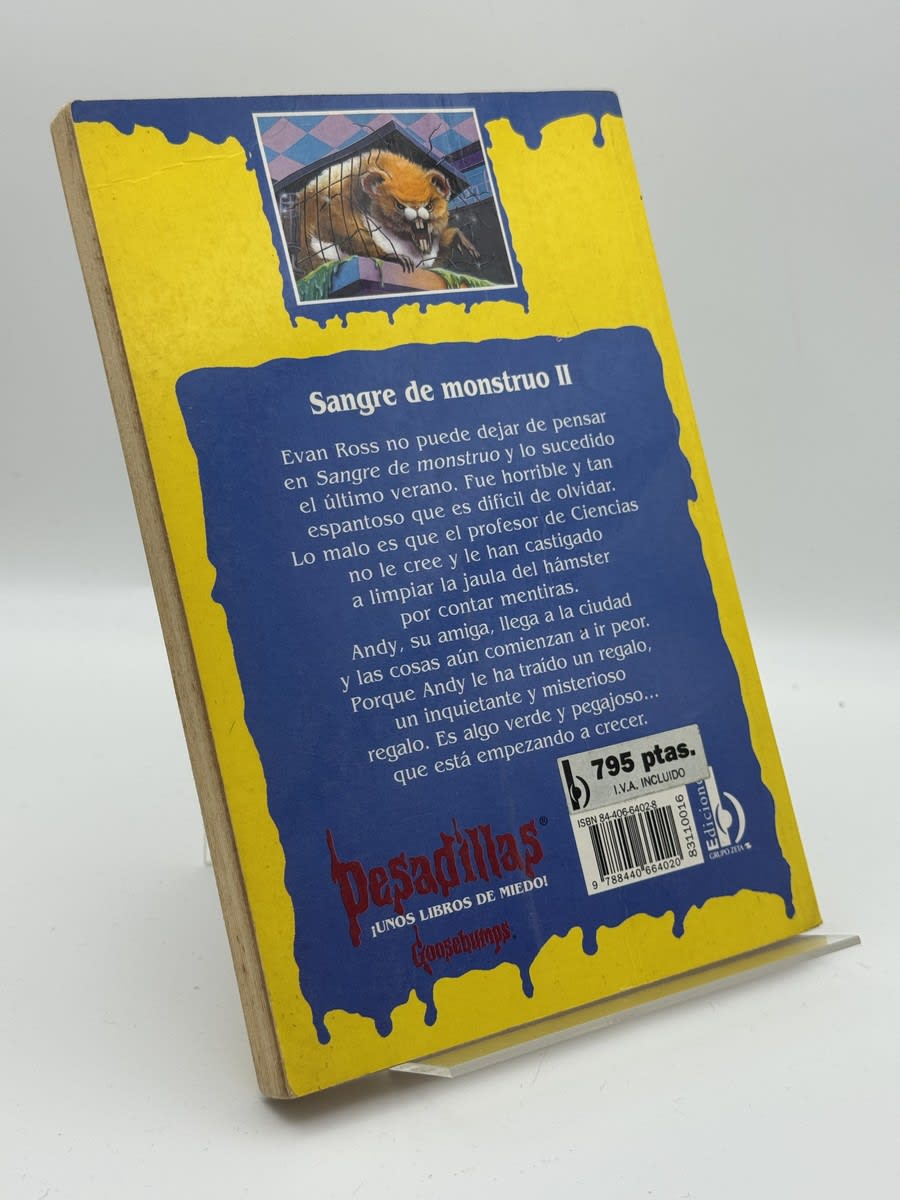 Sangre de monstruo II
Evan Ross no puede dejar de pensar
en Sangre de monstruo y lo sucedido
el último verano. Fue horrible y tan
espantoso que es difícil de olvidar.
Lo malo es que el profesor de Ciencias
no le cree y le han castigado
a limpiar la jaula del hámster
por contar mentiras.
Andy, su amiga, llega a la ciudad
y las cosas aún comienzan a ir peor.
Porque Andy le ha traído un regalo,
un inquietante y misterioso
regalo. Es algo verde y pegajoso...
que está empezando a crecer.
795 ptas.
I.V.A. INCLUIDO
ISBN 84-406-6402-8
9 788440 664020
83110016
GRUPO ZETA
Pesadillas®
¡UNOS LIBROS DE MIEDO!
Goosebumps